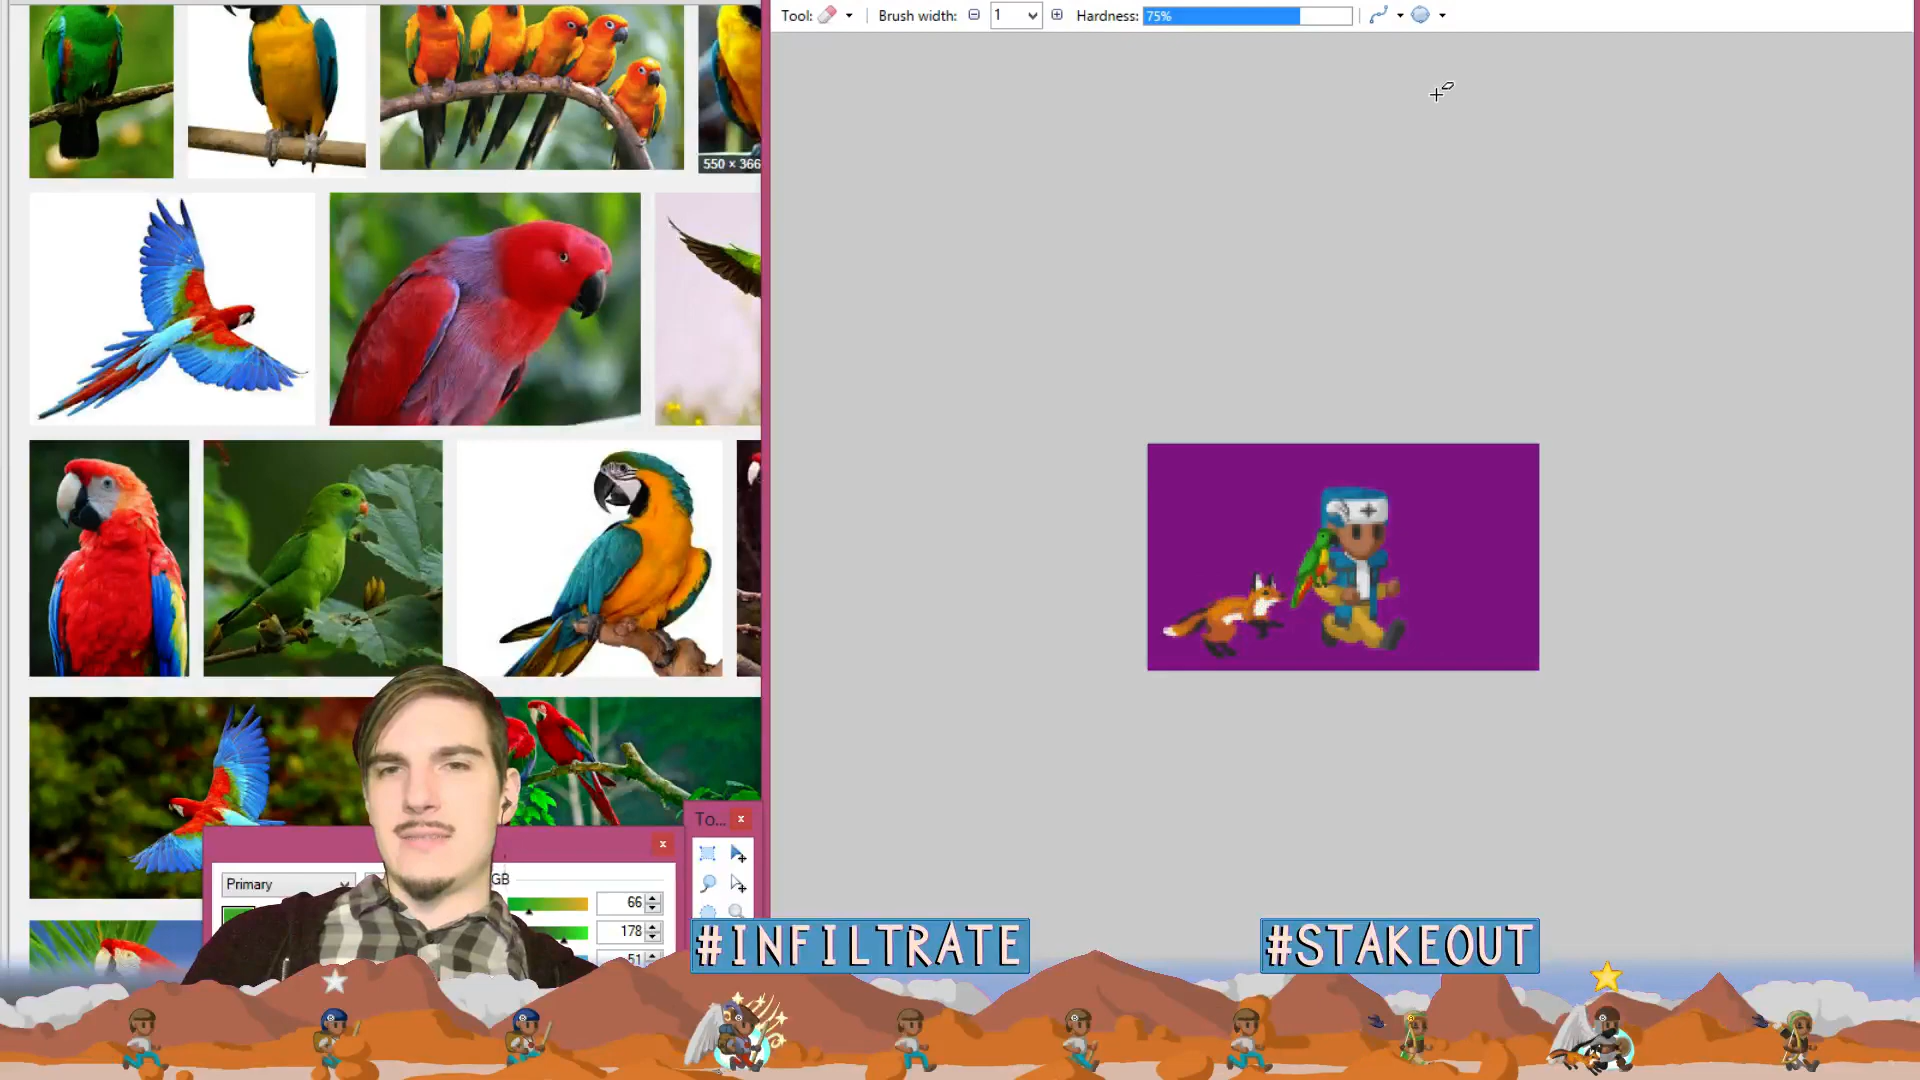 Tool:
Brush width:
1
Hardness:
75%
550 × 366
To...
Primary
GB
66
178
51
#INFILTRATE
#STAKEOUT